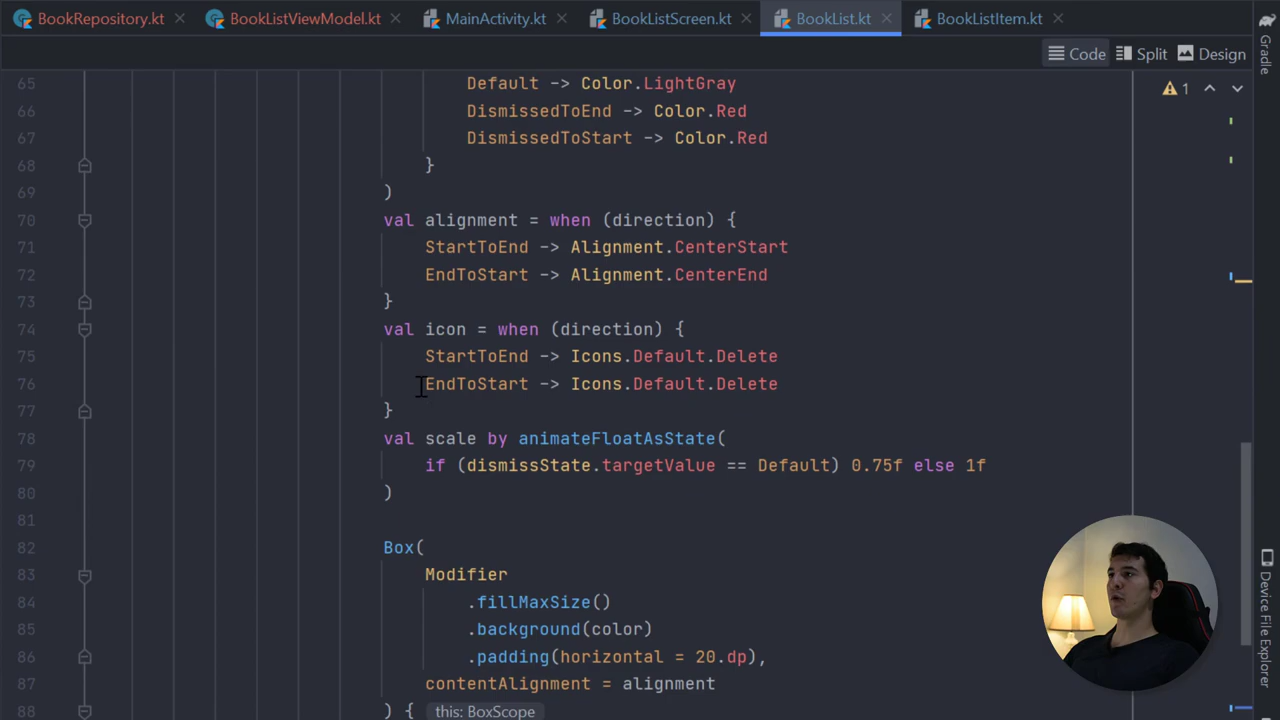 BookRepository.kt BookListViewModel.kt MainActivity.kt BookListScreen.kt BookList.kt BookListItem.kt
Code Split Design
Gradle
1
65 Default -> Color.LightGray
66 DismissedToEnd -> Color.Red
67 DismissedToStart -> Color.Red
68 }
69 )
70 val alignment = when (direction) {
71 StartToEnd -> Alignment.CenterStart
72 EndToStart -> Alignment.CenterEnd
73 }
74 val icon = when (direction) {
75 StartToEnd -> Icons.Default.Delete
76 EndToStart -> Icons.Default.Delete
77 }
78 val scale by animateFloatAsState(
79 if (dismissState.targetValue == Default) 0.75f else 1f
80 )
81
82 Box(
83 Modifier
84 .fillMaxSize()
85 .background(color)
86 .padding(horizontal = 20.dp),
87 contentAlignment = alignment
88 ) { this: BoxScope
Device File Explorer